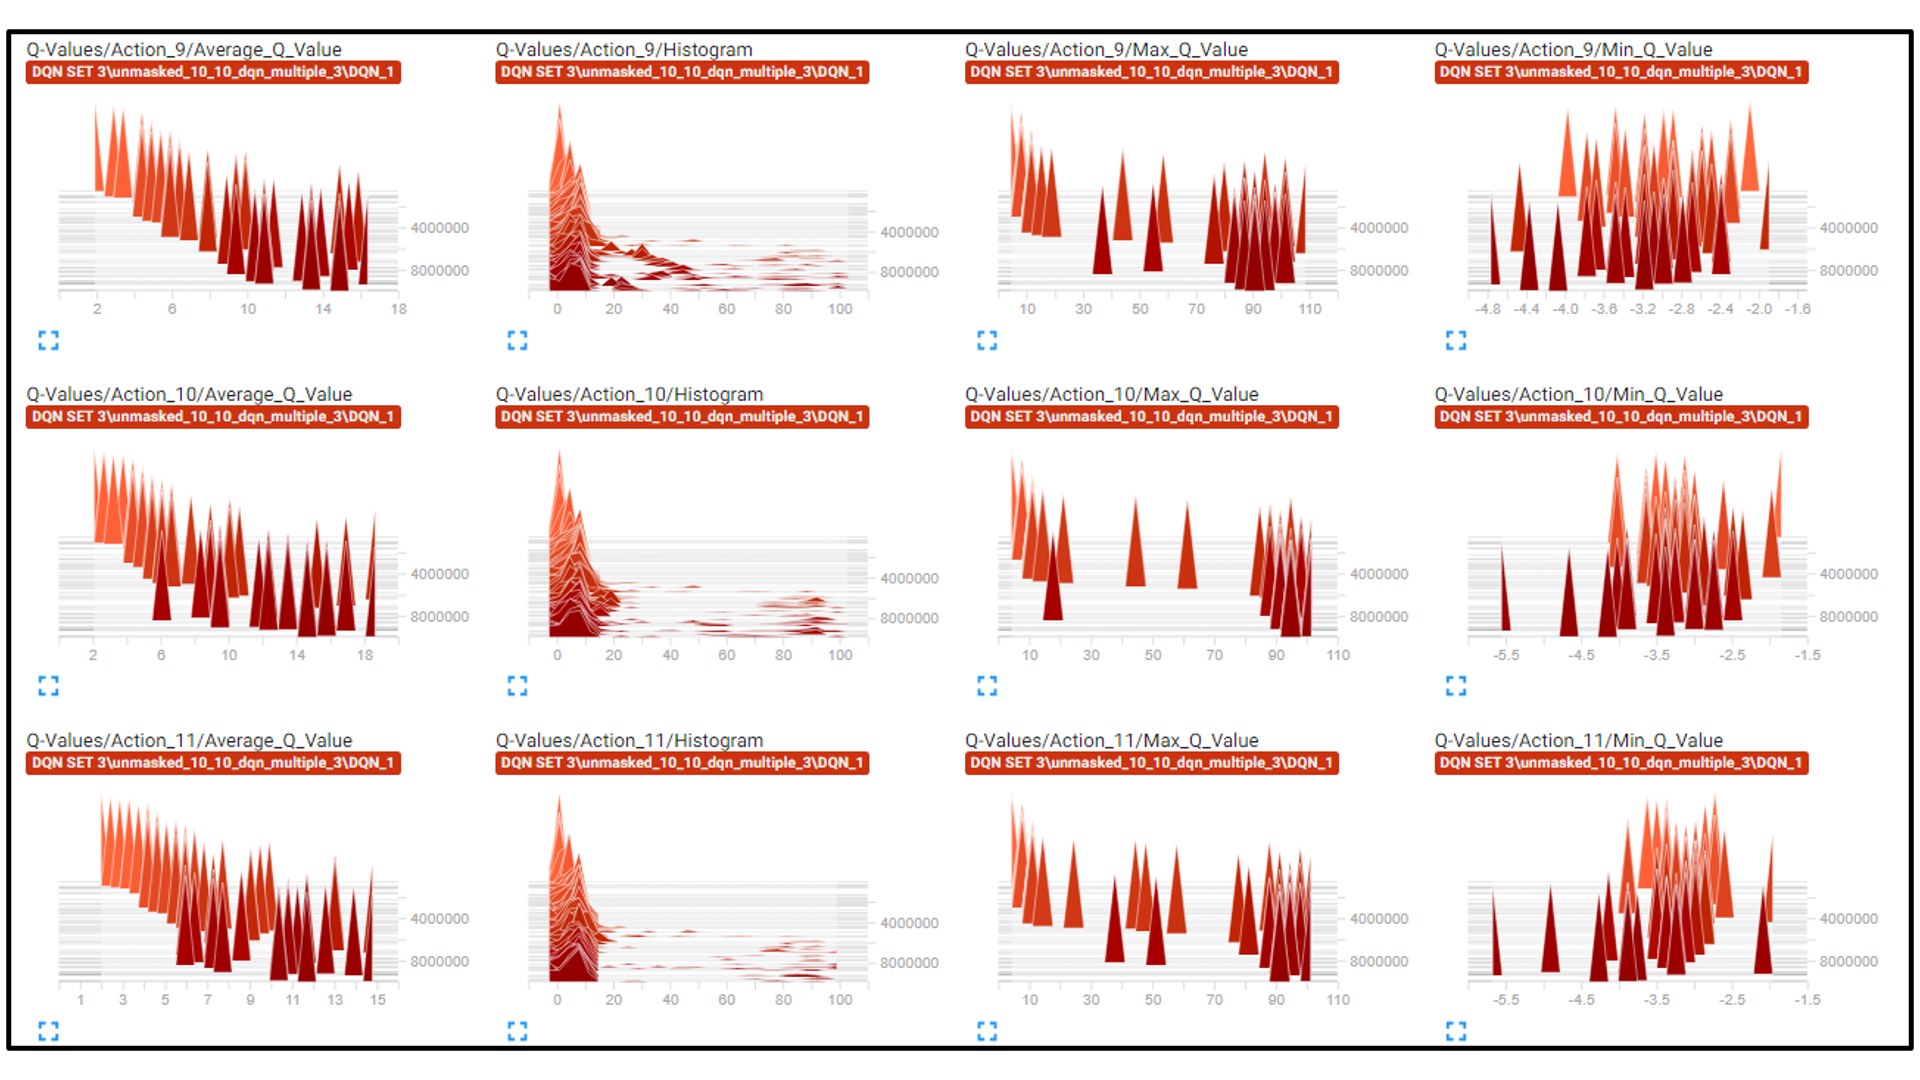 Q-Values/Action_9/Average_Q_Value
DQN SET 3\unmasked_10_10_dqn_multiple_3\DQN_1
4000000
8000000
2 6 10 14 18
Q-Values/Action_9/Histogram
DQN SET 3\unmasked_10_10_dqn_multiple_3\DQN_1
4000000
8000000
0 20 40 60 80 100
Q-Values/Action_9/Max_Q_Value
DQN SET 3\unmasked_10_10_dqn_multiple_3\DQN_1
4000000
8000000
10 30 50 70 90 110
Q-Values/Action_9/Min_Q_Value
DQN SET 3\unmasked_10_10_dqn_multiple_3\DQN_1
4000000
8000000
-4.8 -4.4 -4.0 -3.6 -3.2 -2.8 -2.4 -2.0 -1.6
Q-Values/Action_10/Average_Q_Value
DQN SET 3\unmasked_10_10_dqn_multiple_3\DQN_1
4000000
8000000
2 6 10 14 18
Q-Values/Action_10/Histogram
DQN SET 3\unmasked_10_10_dqn_multiple_3\DQN_1
4000000
8000000
0 20 40 60 80 100
Q-Values/Action_10/Max_Q_Value
DQN SET 3\unmasked_10_10_dqn_multiple_3\DQN_1
4000000
8000000
10 30 50 70 90 110
Q-Values/Action_10/Min_Q_Value
DQN SET 3\unmasked_10_10_dqn_multiple_3\DQN_1
4000000
8000000
-5.5 -4.5 -3.5 -2.5 -1.5
Q-Values/Action_11/Average_Q_Value
DQN SET 3\unmasked_10_10_dqn_multiple_3\DQN_1
4000000
8000000
1 3 5 7 9 11 13 15
Q-Values/Action_11/Histogram
DQN SET 3\unmasked_10_10_dqn_multiple_3\DQN_1
4000000
8000000
0 20 40 60 80 100
Q-Values/Action_11/Max_Q_Value
DQN SET 3\unmasked_10_10_dqn_multiple_3\DQN_1
4000000
8000000
10 30 50 70 90 110
Q-Values/Action_11/Min_Q_Value
DQN SET 3\unmasked_10_10_dqn_multiple_3\DQN_1
4000000
8000000
-5.5 -4.5 -3.5 -2.5 -1.5